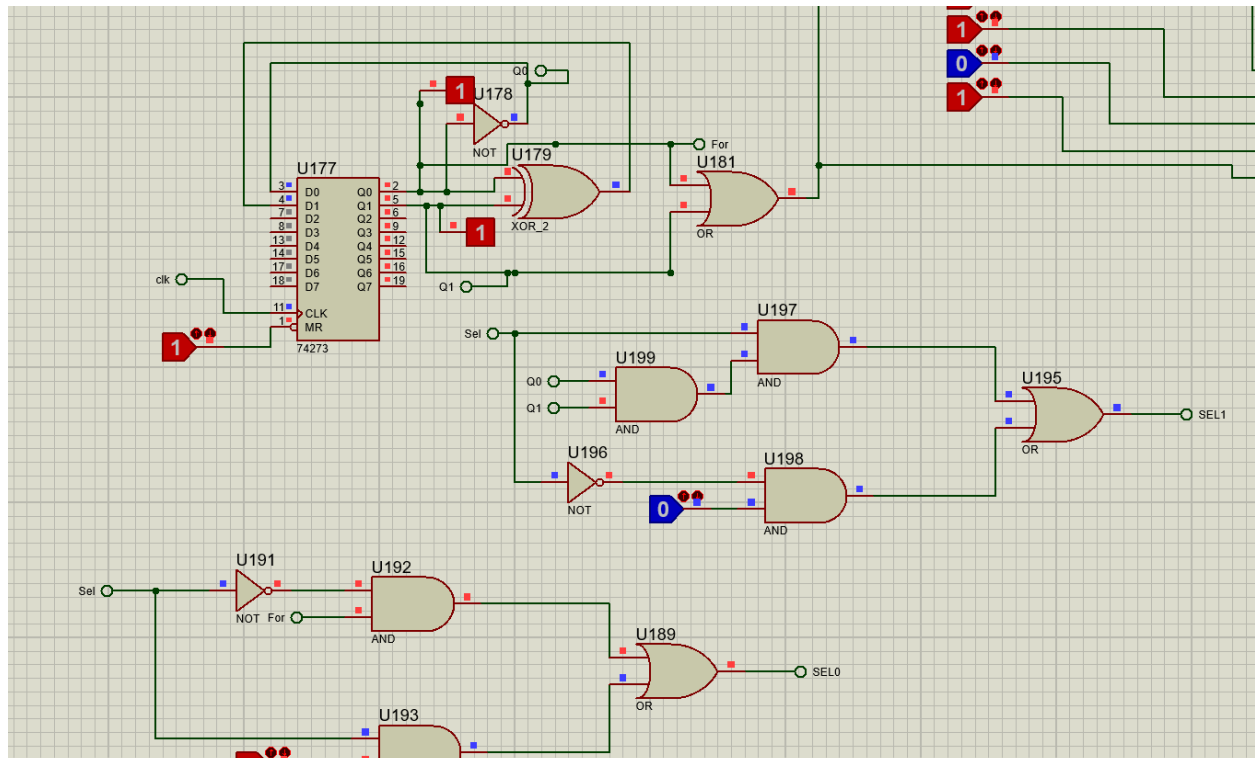 1
0
1
Q0
1
U178
NOT
For
U177
U179
U181
3 D0 Q0 2
4 D1 Q1 5
7 D2 Q2 6
8 D3 Q3 9
13 D4 Q4 12
14 D5 Q5 15
17 D6 Q6 16
18 D7 Q7 19
XOR_2
1
OR
clk
Q1
11 CLK
1 MR
1
74273
U197
Sel
U199
AND
Q0
Q1
AND
U195
SEL1
OR
U196
NOT
U198
0
AND
U191
U192
Sel
NOT
For
AND
U189
SEL0
OR
U193